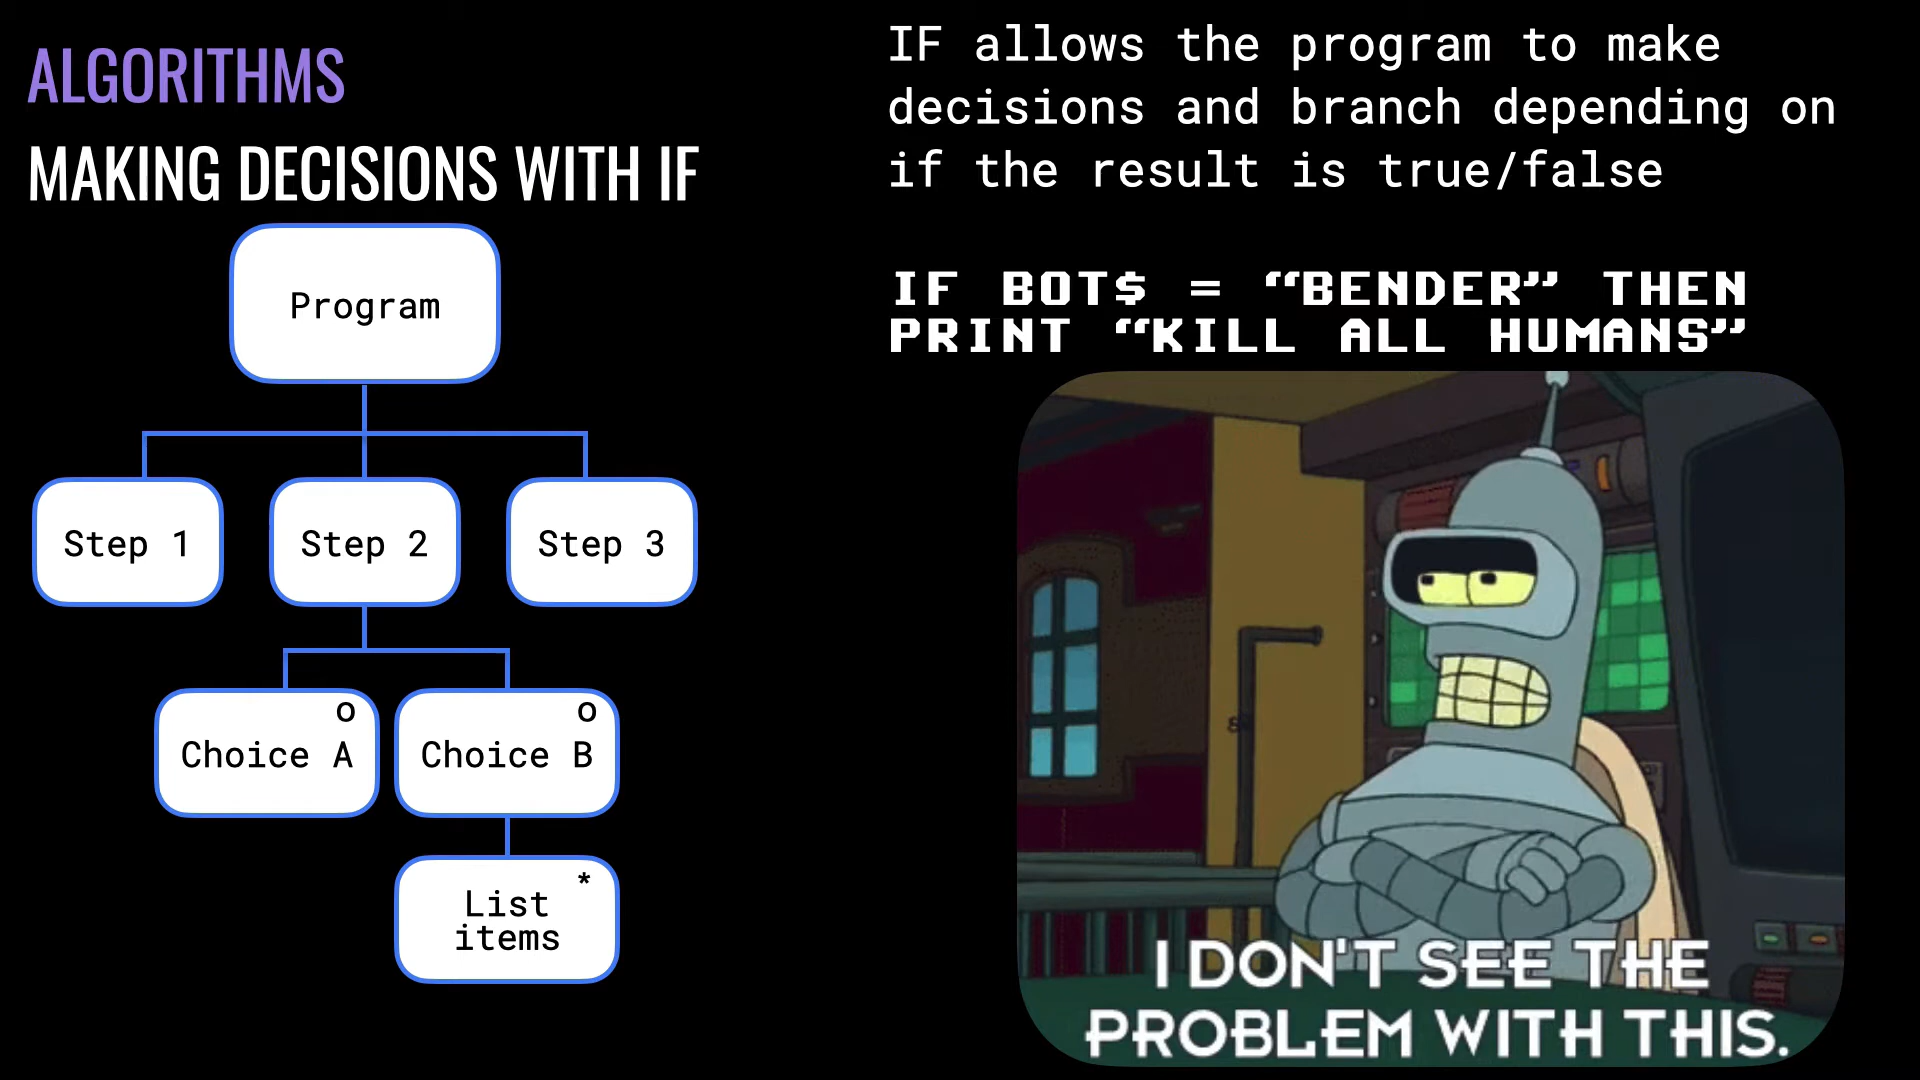 ALGORITHMS
MAKING DECISIONS WITH IF
Program
Step 1
Step 2
Step 3
o
Choice A
o
Choice B
*
List
items
IF allows the program to make
decisions and branch depending on
if the result is true/false
IF BOT$ = “BENDER” THEN
PRINT “KILL ALL HUMANS”
I DON'T SEE THE
PROBLEM WITH THIS.